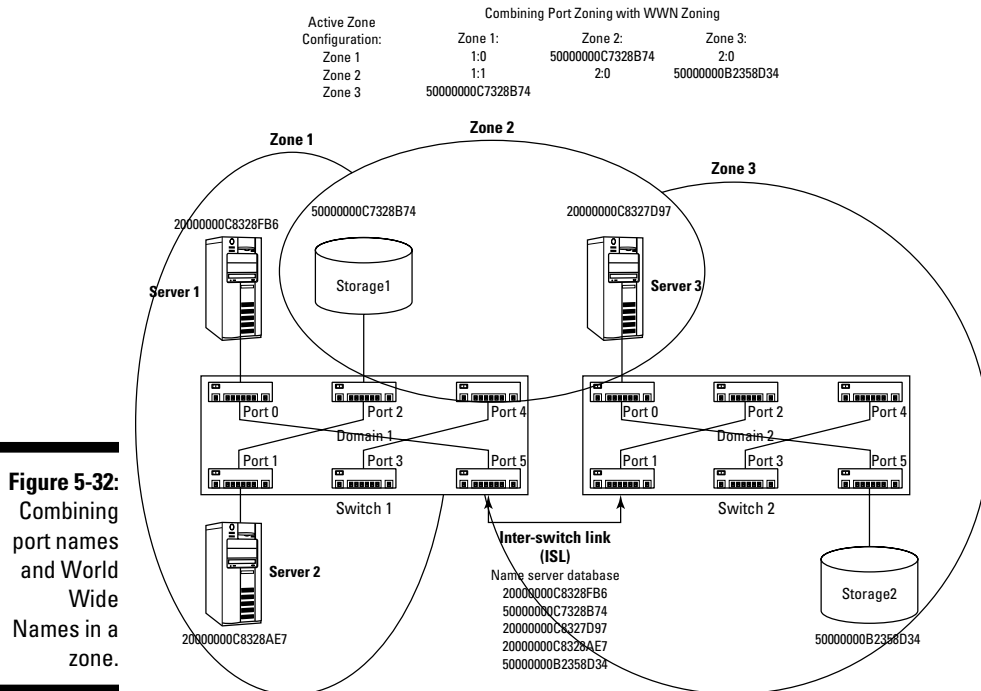 Combining Port Zoning with WWN Zoning
Active Zone
Configuration:
Zone 1
Zone 2
Zone 3
Zone 1:
1:0
1:1
50000000C7328B74
Zone 2:
50000000C7328B74
2:0
Zone 3:
2:0
50000000B2358D34
Zone 1
Zone 2
Zone 3
20000000C8328FB6
50000000C7328B74
20000000C8327D97
Server 1
Storage1
Server 3
Port 0
Port 2
Port 4
Port 0
Port 2
Port 4
Domain 1
Domain 2
Port 1
Port 3
Port 5
Port 1
Port 3
Port 5
Switch 1
Switch 2
Server 2
20000000C8328AE7
Inter-switch link
(ISL)
Name server database
20000000C8328FB6
50000000C7328B74
20000000C8327D97
20000000C8328AE7
50000000B2358D34
Storage2
50000000B2358D34
Figure 5-32:
Combining
port names
and World
Wide
Names in a
zone.